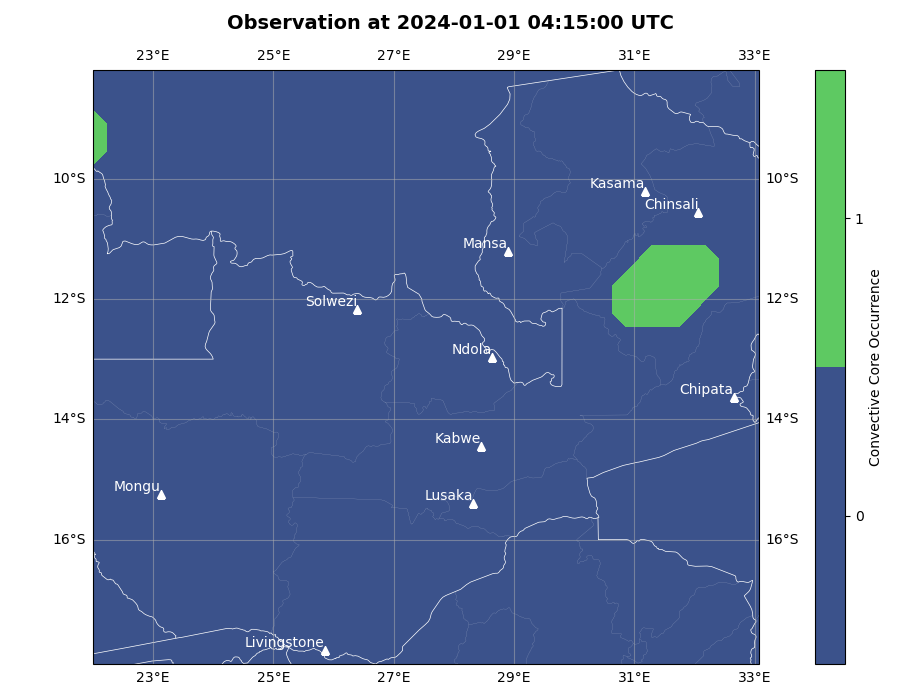 Observation at 2024-01-01 04:15:00 UTC
23°E 25°E 27°E 29°E 31°E 33°E
10°S 10°S
Kasama
Chinsali
Mansa
12°S 12°S
Solwezi
Ndola
Chipata
14°S 14°S
Kabwe
Mongu
Lusaka
16°S 16°S
Livingstone
23°E 25°E 27°E 29°E 31°E 33°E
1
0
Convective Core Occurrence